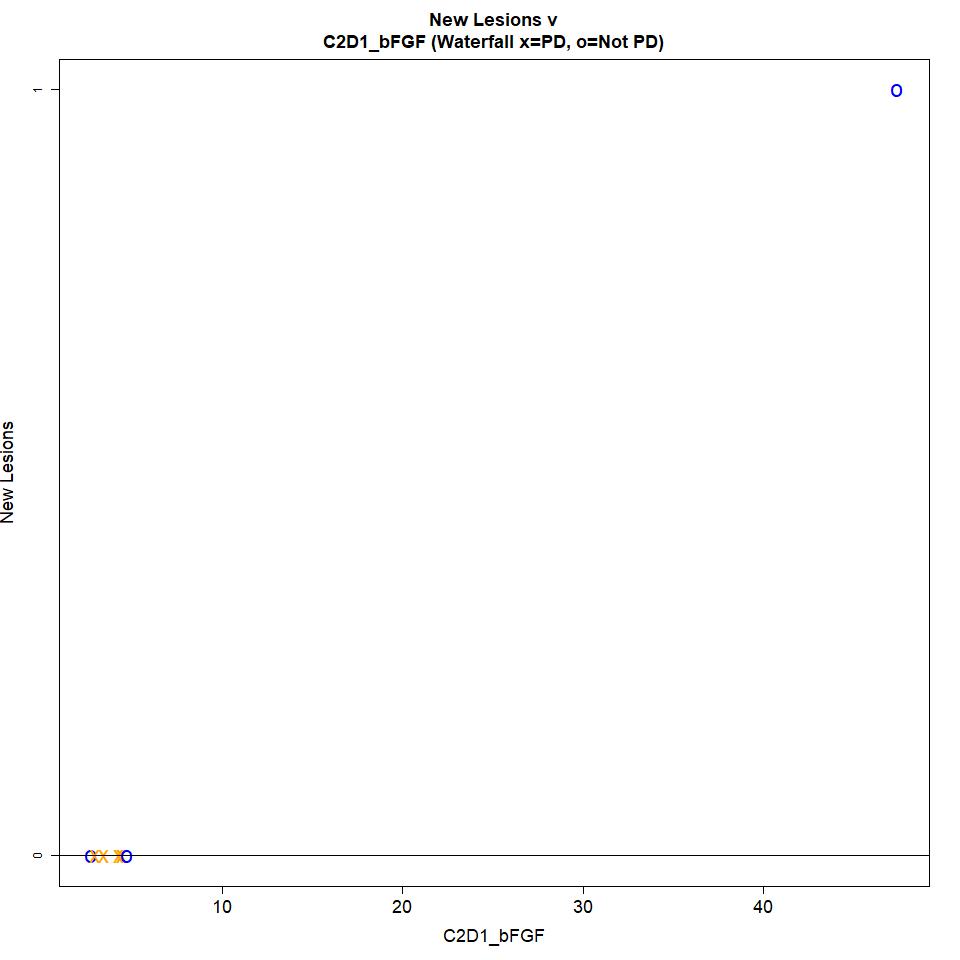 New Lesions v
C2D1_bFGF (Waterfall x=PD, o=Not PD)
1
New Lesions
0
10 20 30 40
C2D1_bFGF